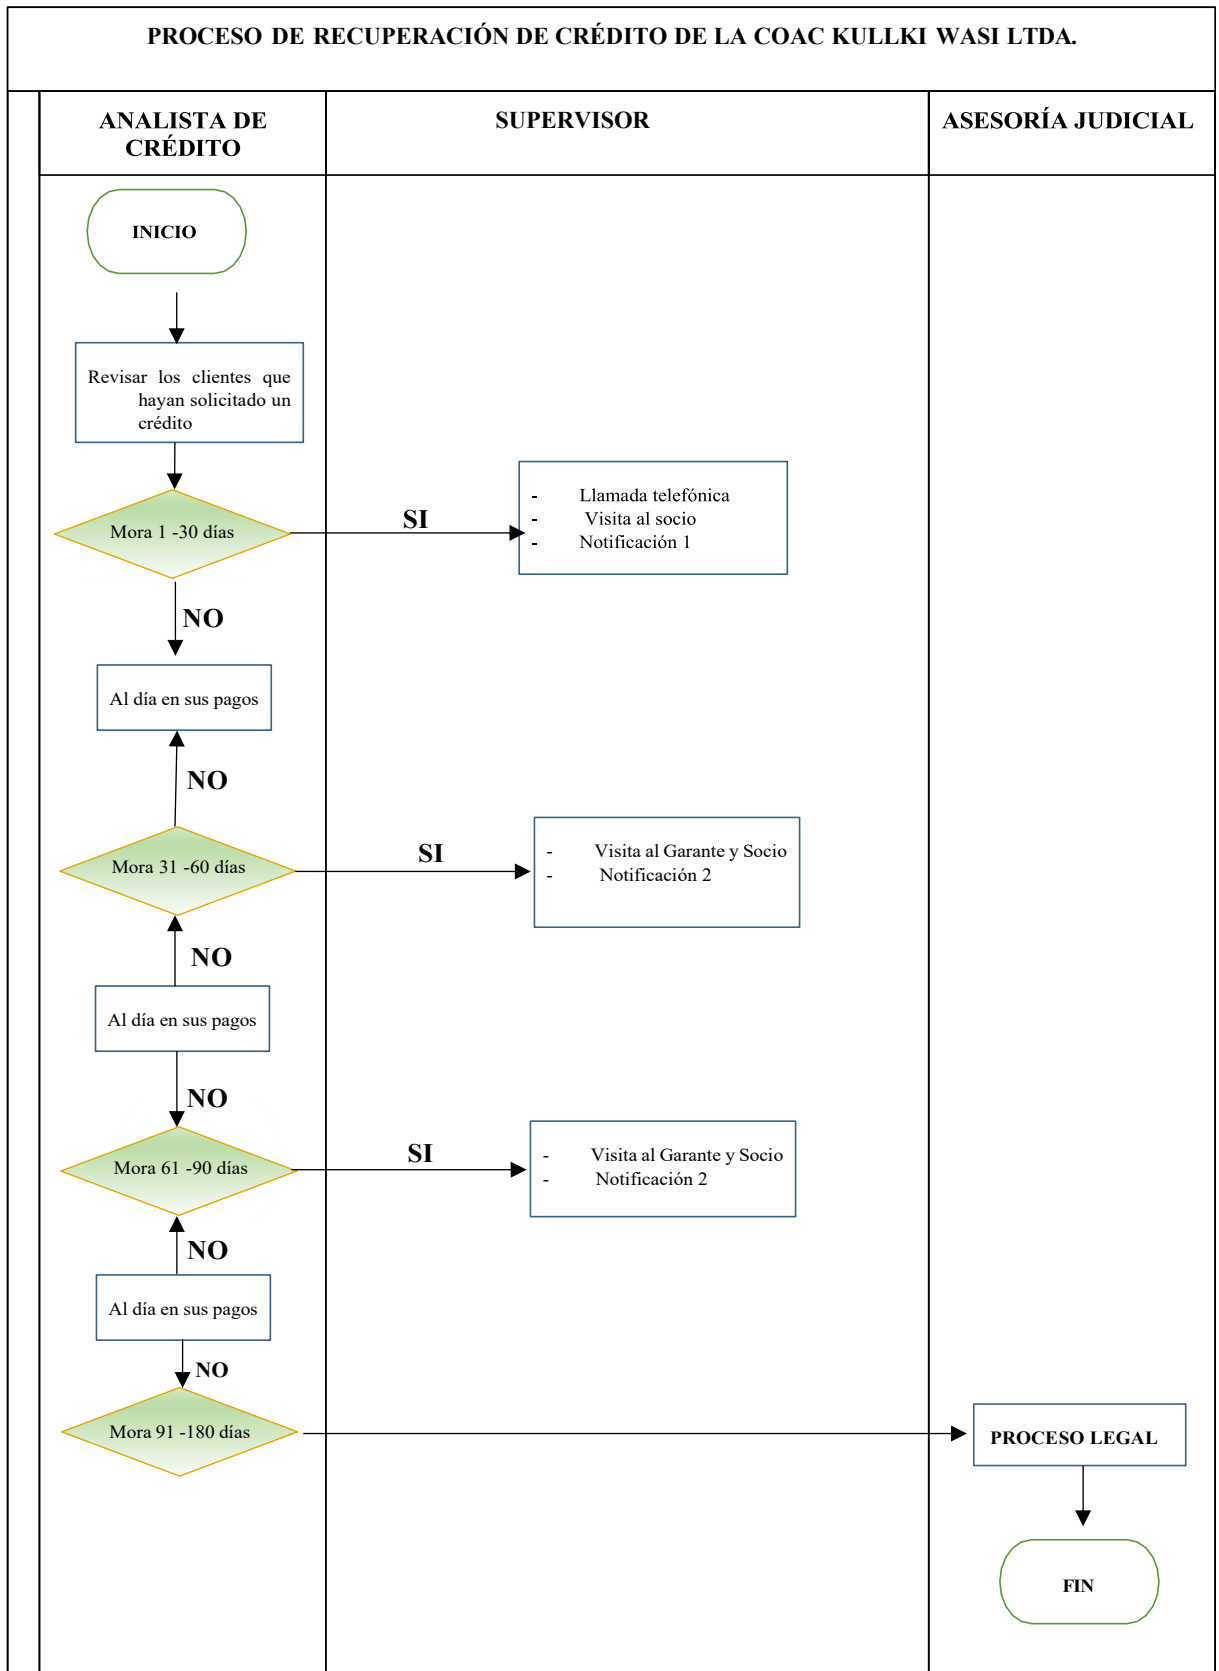 PROCESO DE RECUPERACIÓN DE CRÉDITO DE LA COAC KULLKI WASI LTDA.
ANALISTA DE
CRÉDITO
SUPERVISOR
ASESORÍA JUDICIAL
INICIO
Revisar los clientes que
hayan solicitado un
crédito
Mora 1 -30 días
SI
- Llamada telefónica
- Visita al socio
- Notificación 1
NO
Al día en sus pagos
NO
Mora 31 -60 días
SI
- Visita al Garante y Socio
- Notificación 2
NO
Al día en sus pagos
NO
Mora 61 -90 días
SI
- Visita al Garante y Socio
- Notificación 2
NO
Al día en sus pagos
NO
Mora 91 -180 días
PROCESO LEGAL
FIN